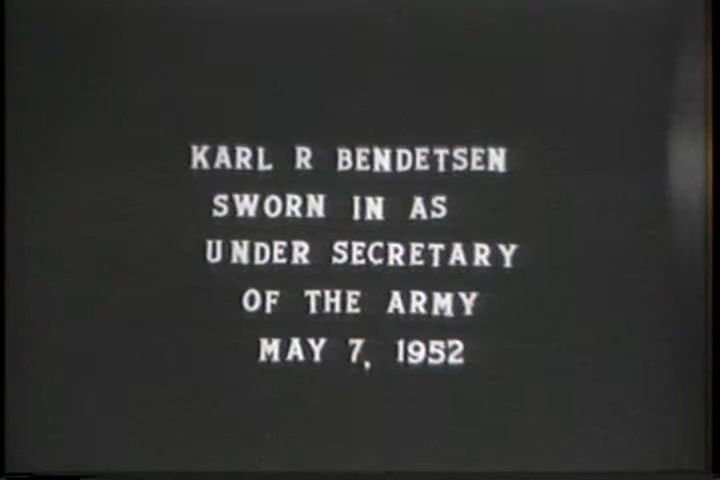 KARL R BENDETSEN
SWORN IN AS
UNDER SECRETARY
OF THE ARMY
MAY 7, 1952